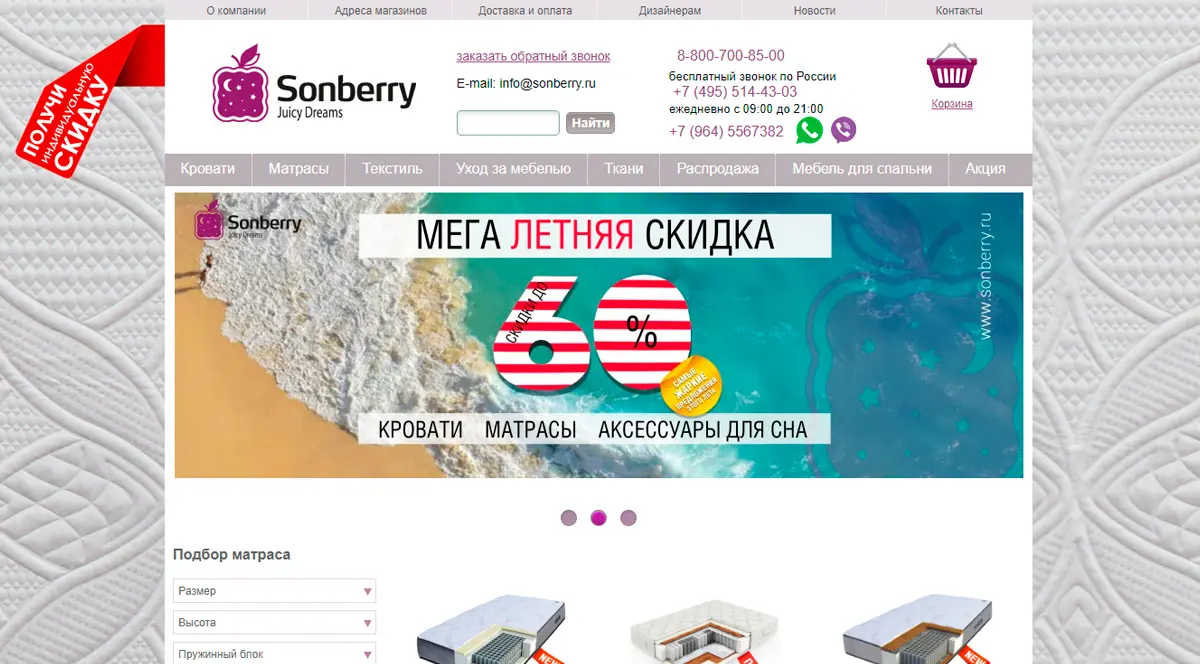 О компании
Адреса магазинов
Доставка и оплата
Дизайнерам
Новости
Контакты
ПОЛУЧИ
индивидуальную
СКИДКУ
Sonberry
Juicy Dreams
заказать обратный звонок
E-mail: info@sonberry.ru
Найти
8-800-700-85-00
бесплатный звонок по России
+7 (495) 514-43-03
ежедневно с 09:00 до 21:00
+7 (964) 5567382
Корзина
Кровати
Матрасы
Текстиль
Уход за мебелью
Ткани
Распродажа
Мебель для спальни
Акция
Sonberry
Juicy Dreams
МЕГА ЛЕТНЯЯ СКИДКА
СКИДКИ ДО
60%
САМЫЕ
ЖАРКИЕ
ПРЕДЛОЖЕНИЯ
ЭТОГО ЛЕТА
КРОВАТИ МАТРАСЫ АКСЕССУАРЫ ДЛЯ СНА
www.sonberry.ru
Подбор матраса
Размер
Высота
Пружинный блок
NEW
NEW